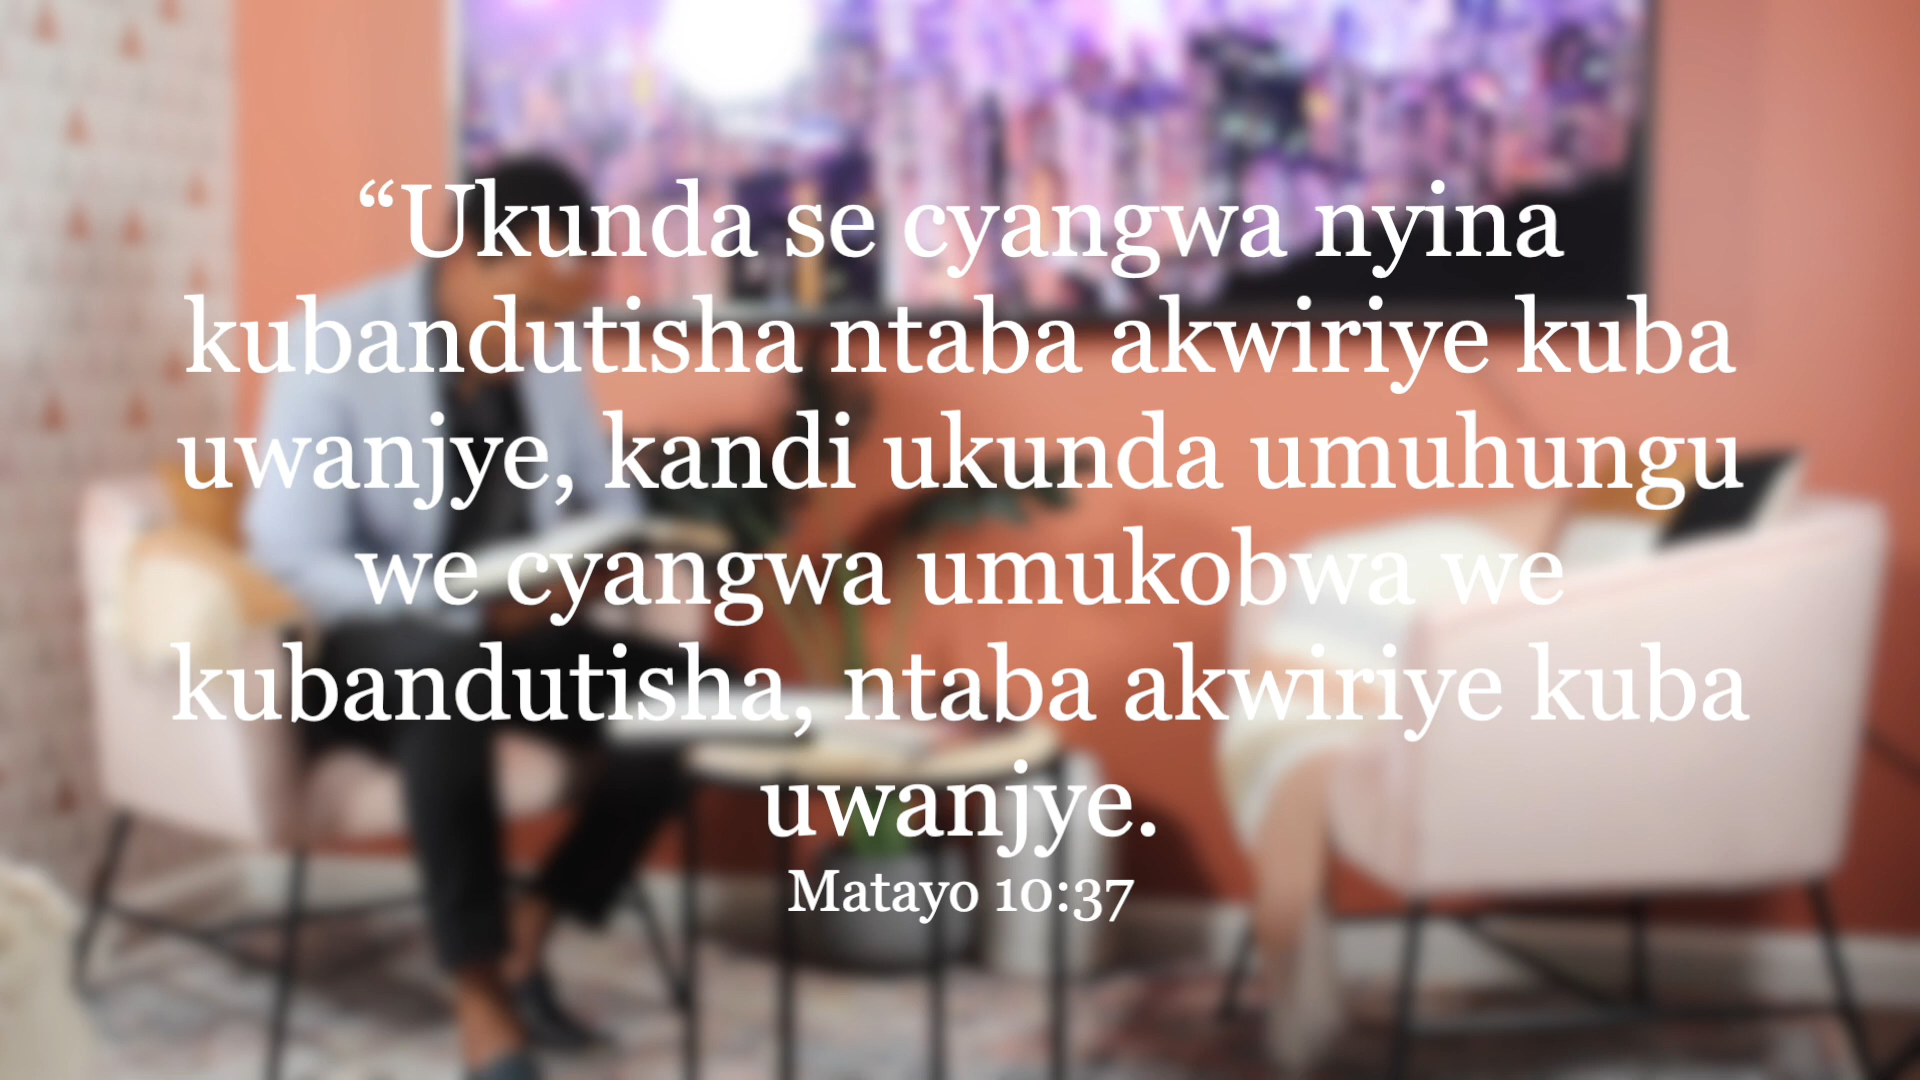 “Ukunda se cyangwa nyina
kubandutisha ntaba akwiriye kuba
uwanjye, kandi ukunda umuhungu
we cyangwa umukobwa we
kubandutisha, ntaba akwiriye kuba
uwanjye.
Matayo 10:37